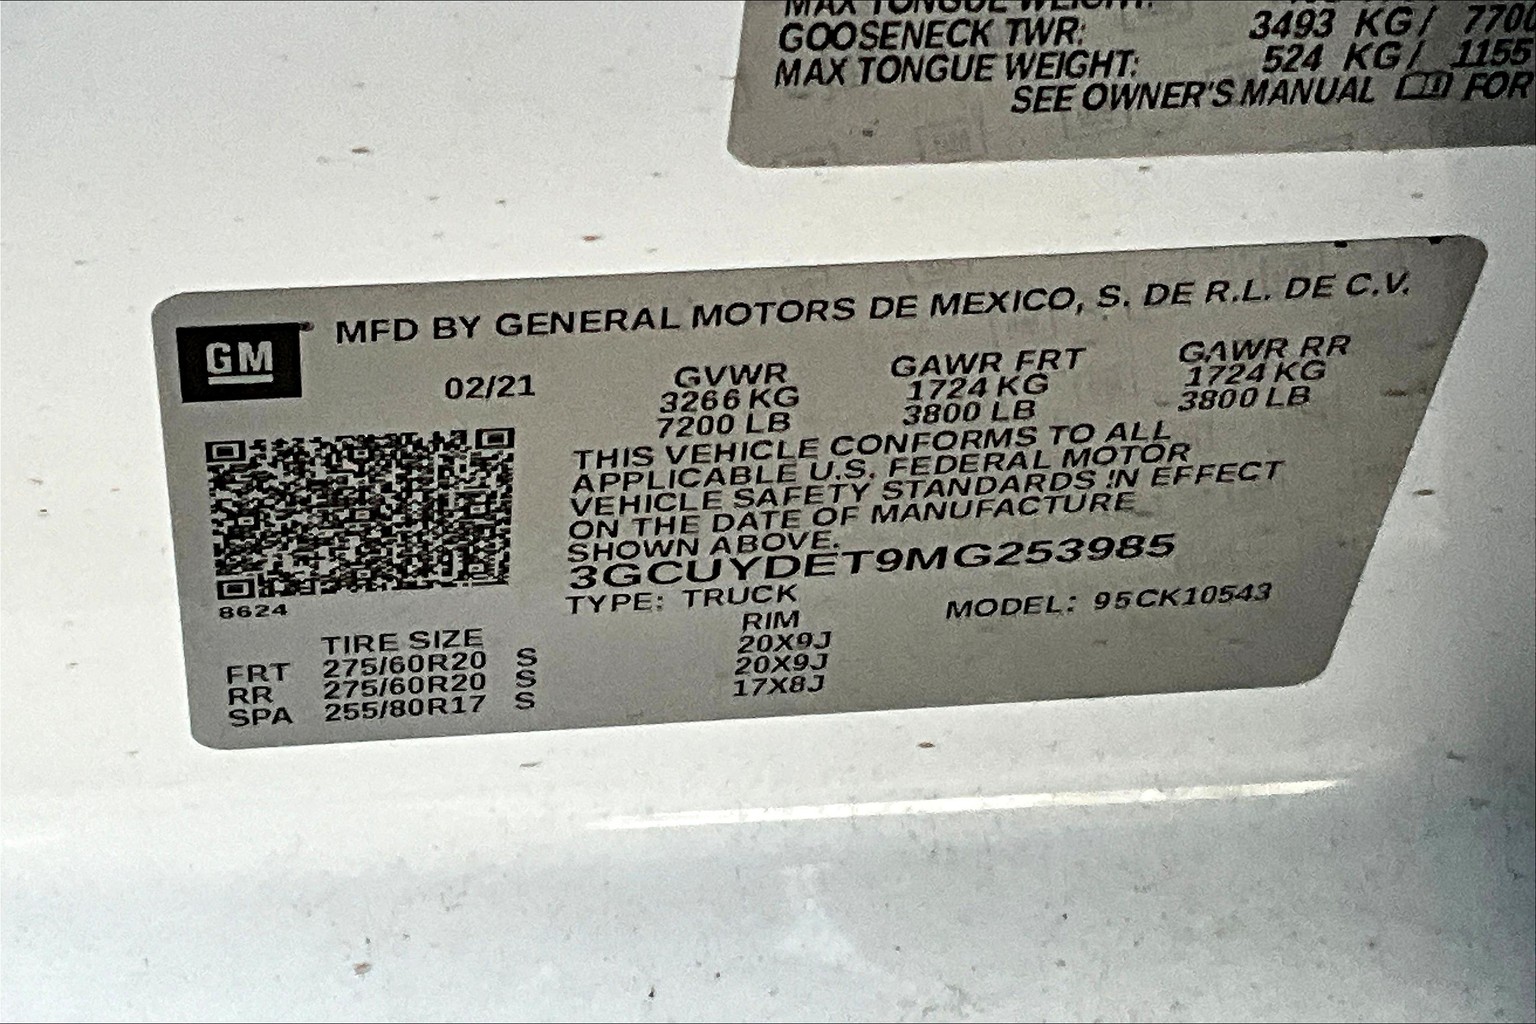 GOOSENECK TWR: 3493 KG/ 7700
MAX TONGUE WEIGHT: 524 KG/ 1155
SEE OWNER'S MANUAL FOR
GM
MFD BY GENERAL MOTORS DE MEXICO, S. DE R.L. DE C.V.
02/21 GVWR GAWR FRT GAWR RR
3266 KG 1724 KG 1724 KG
7200 LB 3800 LB 3800 LB
THIS VEHICLE CONFORMS TO ALL
APPLICABLE U.S. FEDERAL MOTOR
VEHICLE SAFETY STANDARDS IN EFFECT
ON THE DATE OF MANUFACTURE
SHOWN ABOVE.
3GCUYDET9MG253985
8624
TYPE: TRUCK MODEL: 95CK10543
TIRE SIZE RIM
FRT 275/60R20 S 20X9J
RR 275/60R20 S 20X9J
SPA 255/80R17 S 17X8J